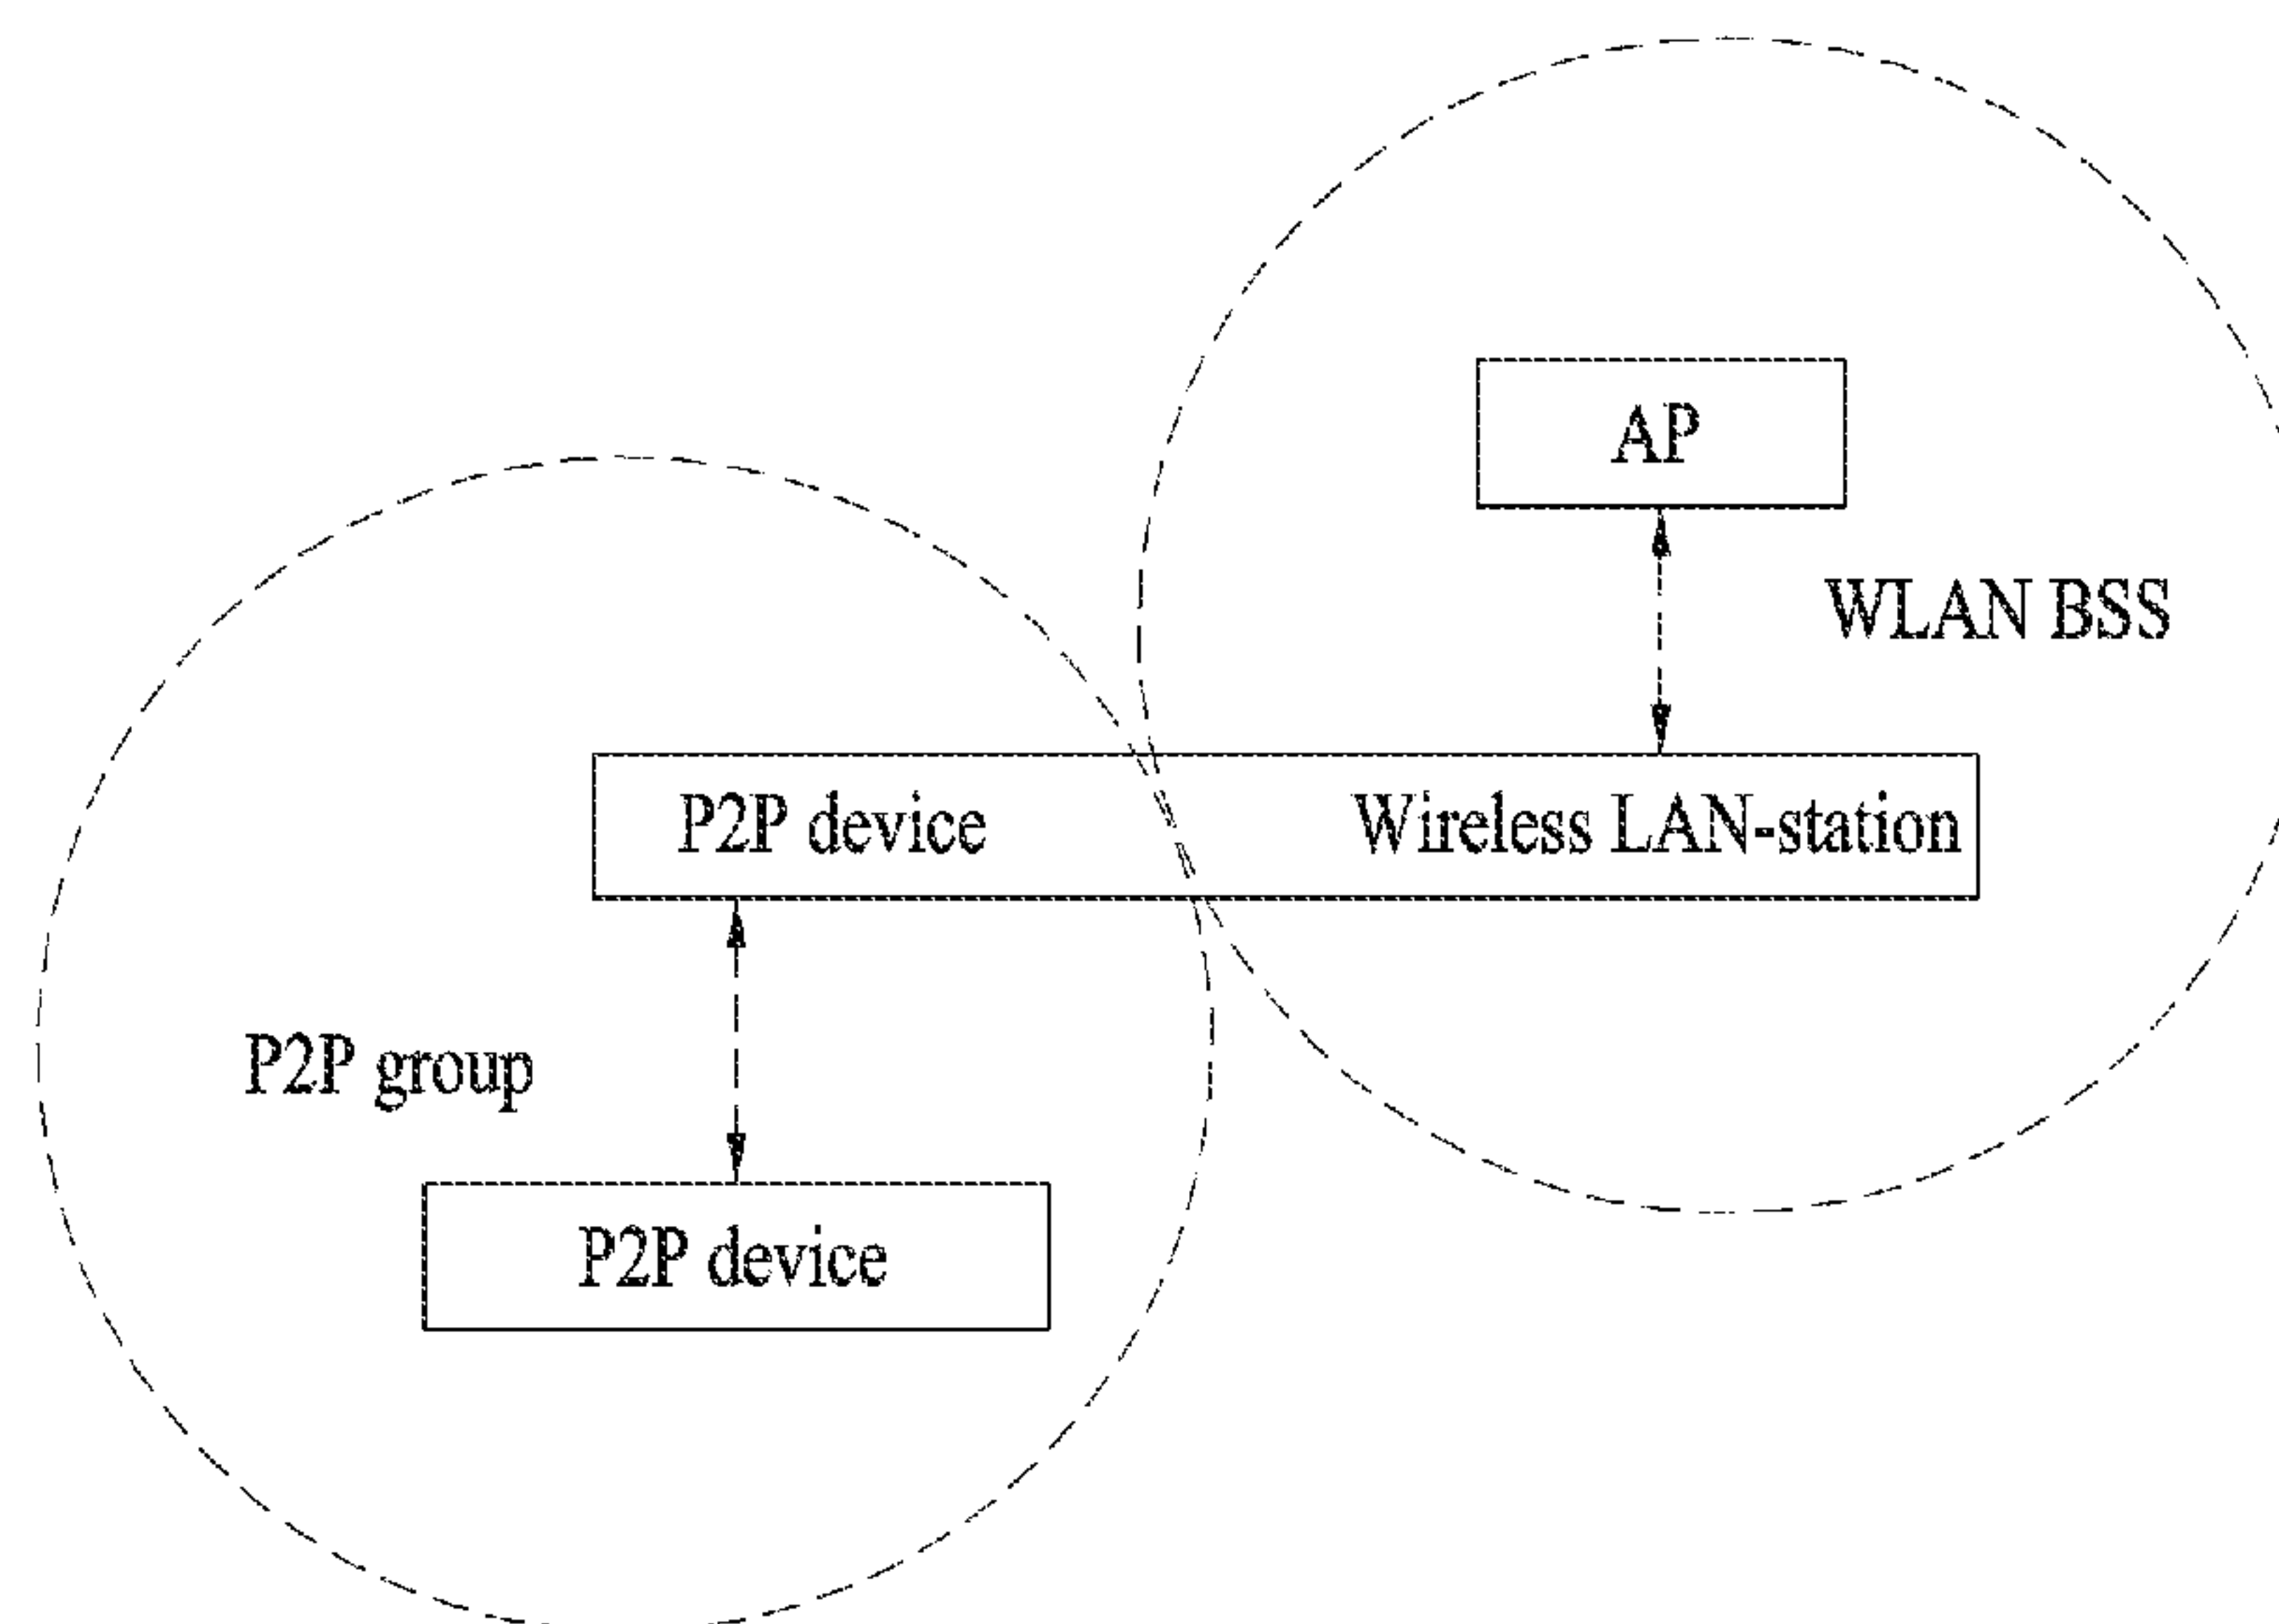 AP
WLAN BSS
P2P device
Wireless LAN-station
P2P group
P2P device